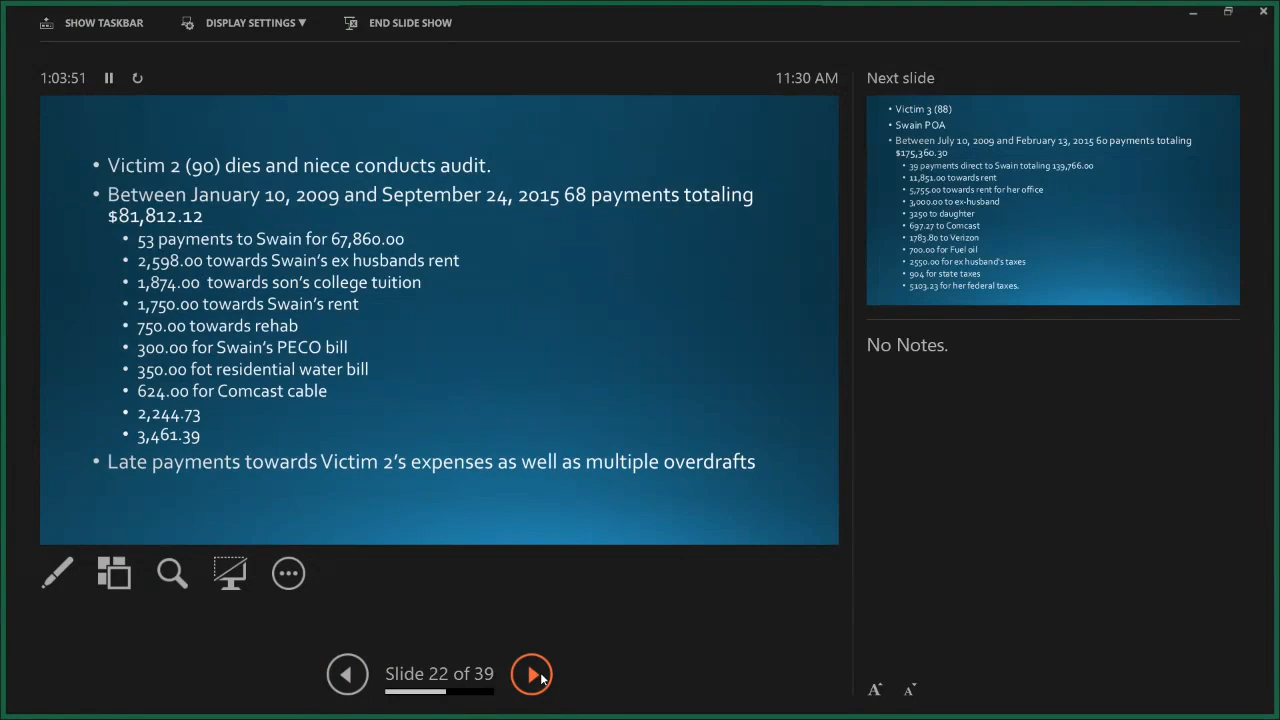 SHOW TASKBAR
DISPLAY SETTINGS ▼
END SLIDE SHOW
1:03:51
11:30 AM
• Victim 2 (90) dies and niece conducts audit.
• Between January 10, 2009 and September 24, 2015 68 payments totaling
$81,812.12
• 53 payments to Swain for 67,860.00
• 2,598.00 towards Swain's ex husbands rent
• 1,874.00 towards son's college tuition
• 1,750.00 towards Swain's rent
• 750.00 towards rehab
• 300.00 for Swain's PECO bill
• 350.00 fot residential water bill
• 624.00 for Comcast cable
• 2,244.73
• 3,461.39
• Late payments towards Victim 2's expenses as well as multiple overdrafts
Slide 22 of 39
Next slide
• Victim 3 (88)
• Swain POA
• Between July 10, 2009 and February 13, 2015 60 payments totaling
$175,360.30
• 39 payments direct to Swain totaling 139,766.00
• 11,851.00 towards rent
• 5,755.00 towards rent for her office
• 3,000.00 to ex-husband
• 3250 to daughter
• 697.27 to Comcast
• 1783.80 to Verizon
• 700.00 for Fuel oil
• 2550.00 for ex husband's taxes
• 904 for state taxes
• 5103.23 for her federal taxes.
No Notes.
A A